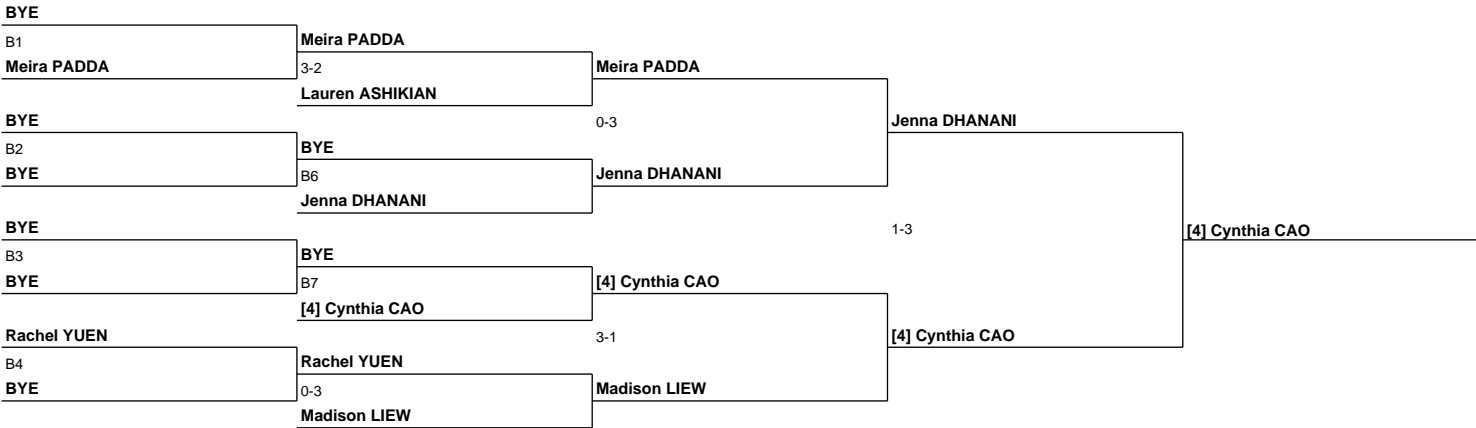 BYE
B1
Meira PADDA
BYE
B2
BYE
BYE
B3
BYE
Rachel YUEN
B4
BYE
Meira PADDA
3-2
Lauren ASHIKIAN
BYE
B6
Jenna DHANANI
BYE
B7
[4] Cynthia CAO
Rachel YUEN
0-3
Madison LIEW
Meira PADDA
0-3
Jenna DHANANI
[4] Cynthia CAO
3-1
Madison LIEW
Jenna DHANANI
1-3
[4] Cynthia CAO
[4] Cynthia CAO